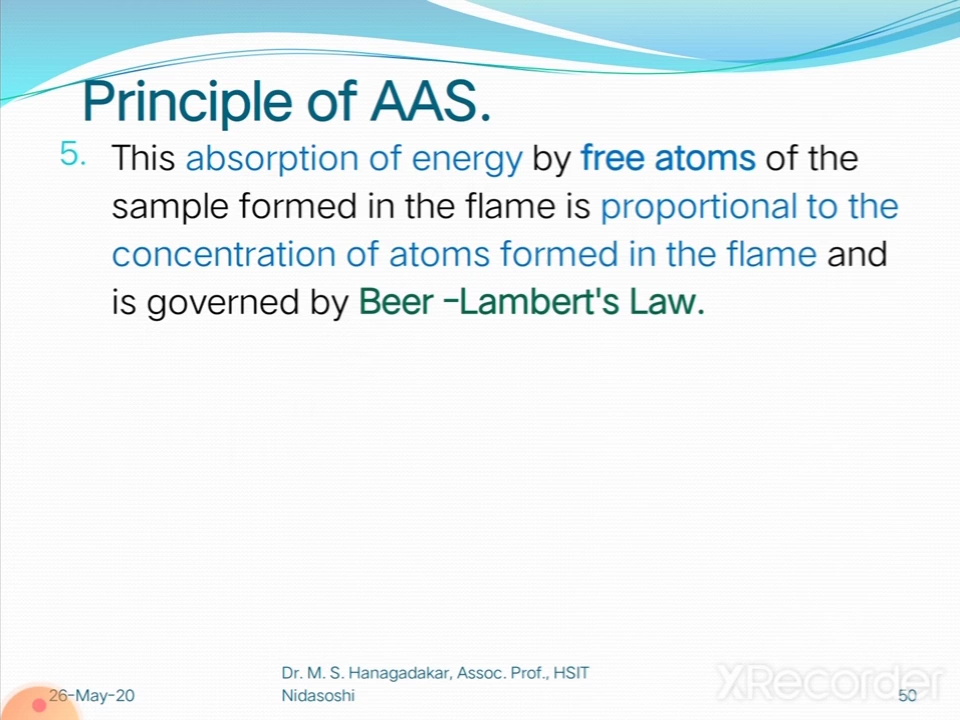 Principle of AAS.
5. This absorption of energy by free atoms of the
sample formed in the flame is proportional to the
concentration of atoms formed in the flame and
is governed by Beer -Lambert's Law.
Dr. M. S. Hanagadakar, Assoc. Prof., HSIT
Nidasoshi
26-May-20
XRecorder
50